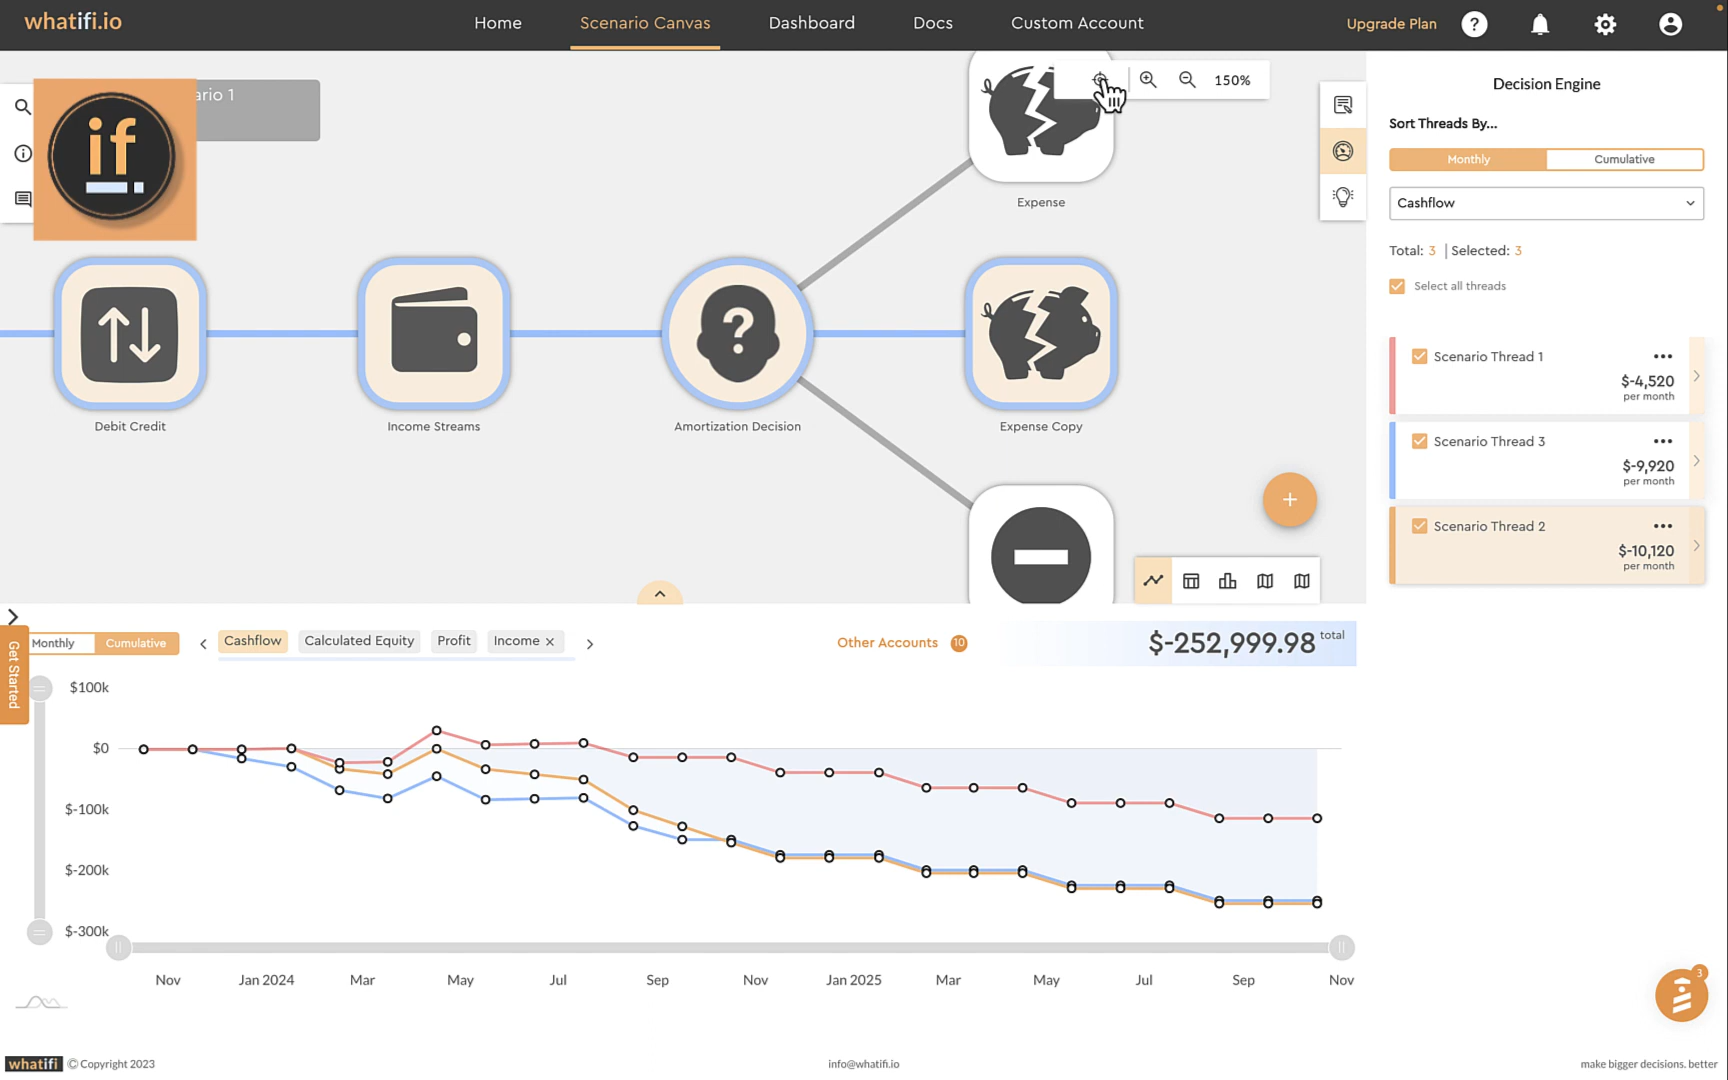 whatifi.io
Home
Scenario Canvas
Dashboard
Docs
Custom Account
Upgrade Plan
?
ario 1
if
150%
Expense
?
Debit Credit
Income Streams
Amortization Decision
Expense Copy
+
Decision Engine
Sort Threads By...
Monthly
Cumulative
Cashflow
Total: 3 | Selected: 3
Select all threads
Scenario Thread 1
$-4,520
per month
Scenario Thread 3
$-9,920
per month
Scenario Thread 2
$-10,120
per month
Get Started
Monthly
Cumulative
Cashflow
Calculated Equity
Profit
Income ×
Other Accounts 10
$-252,999.98 total
$100k
$0
$-100k
$-200k
$-300k
Nov
Jan 2024
Mar
May
Jul
Sep
Nov
Jan 2025
Mar
May
Jul
Sep
Nov
3
whatifi © Copyright 2023
info@whatifi.io
make bigger decisions. better